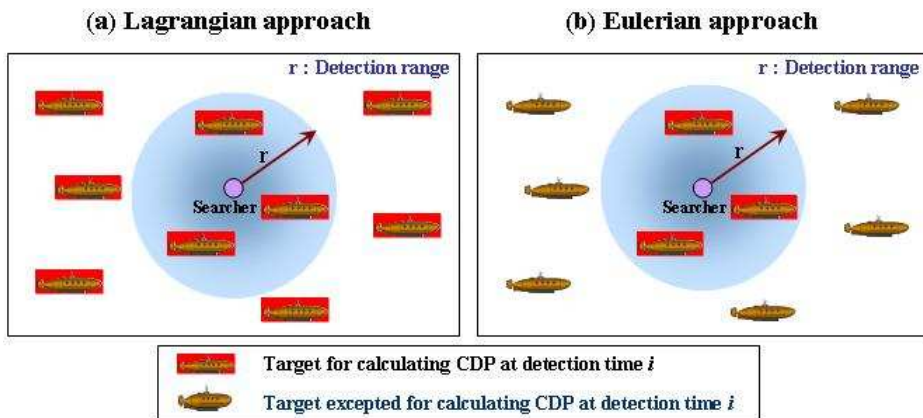 (a) Lagrangian approach
(b) Eulerian approach
r : Detection range
r
Searcher
r : Detection range
r
Searcher
Target for calculating CDP at detection time i
Target excepted for calculating CDP at detection time i